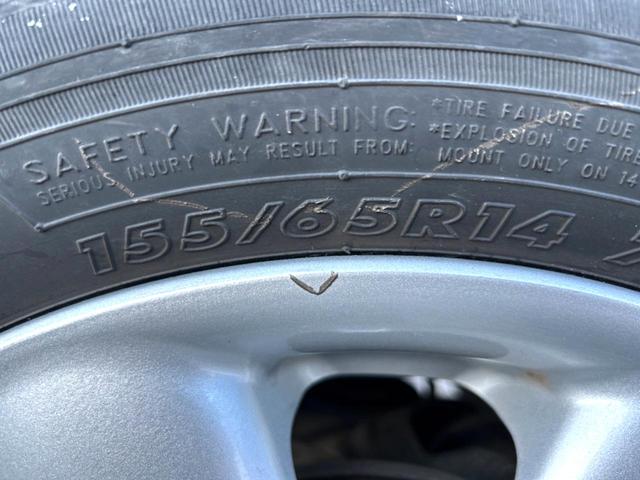 SAFETY WARNING:
SERIOUS INJURY MAY RESULT FROM:
*TIRE FAILURE DUE
*EXPLOSION OF TIRE
MOUNT ONLY ON 14
155/65R14